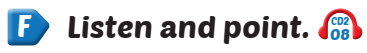 F Listen and point. CD2 08